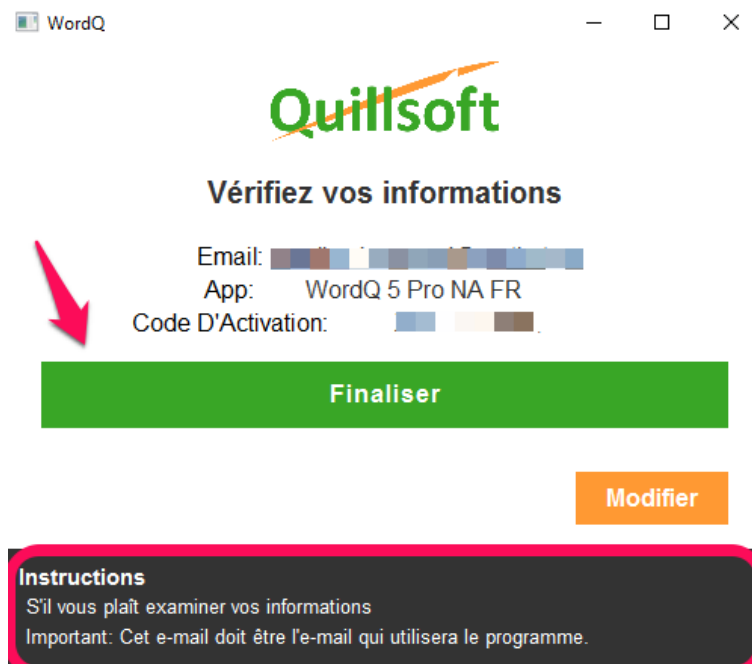 WordQ
Quillsoft
Vérifiez vos informations
Email:
App: WordQ 5 Pro NA FR
Code D'Activation:
Finaliser
Modifier
Instructions
S'il vous plaît examiner vos informations
Important: Cet e-mail doit être l'e-mail qui utilisera le programme.